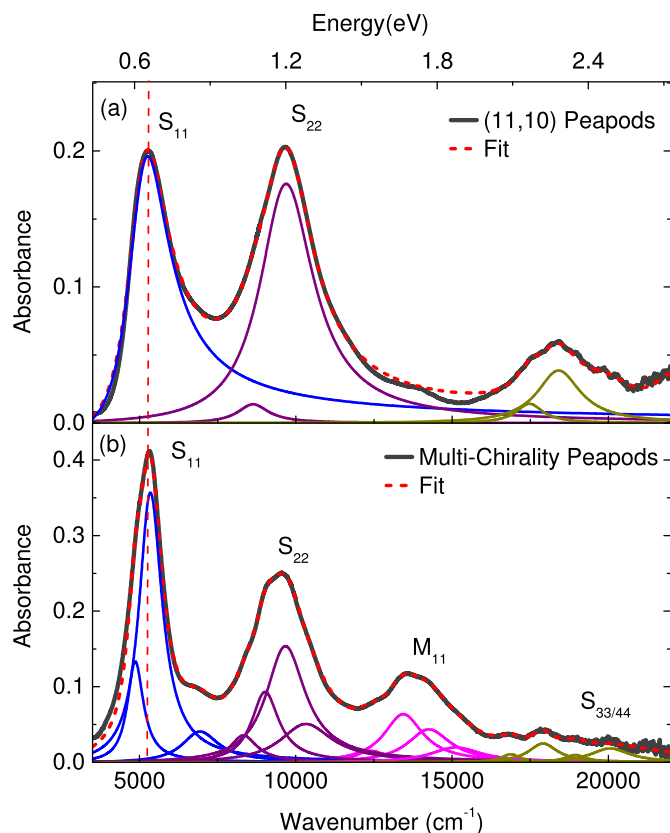 Energy(eV)
0.6 1.2 1.8 2.4
(a)
S11
S22
(11,10) Peapods
Fit
0.2
0.1
0.0
Absorbance
(b)
S11
S22
M11
S33/44
Multi-Chirality Peapods
Fit
0.4
0.3
0.2
0.1
0.0
Absorbance
5000 10000 15000 20000
Wavenumber (cm-1)